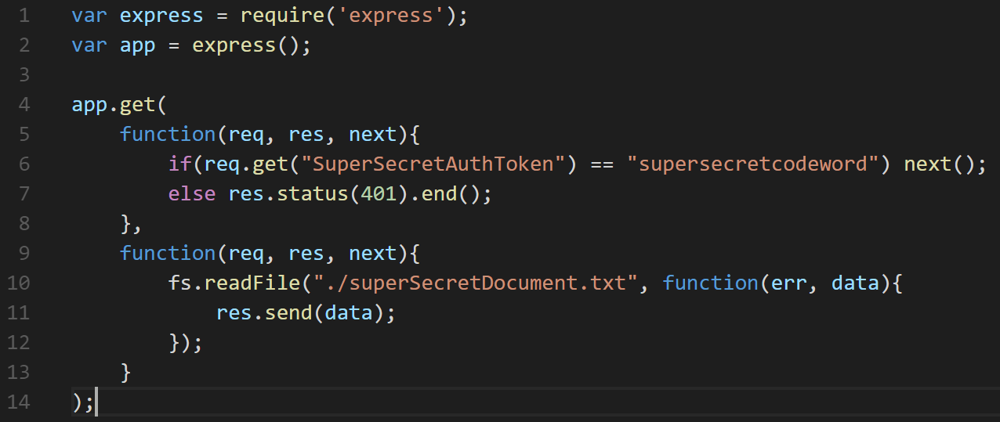 1 var express = require('express');
2 var app = express();
3
4 app.get(
5     function(req, res, next){
6         if(req.get("SuperSecretAuthToken") == "supersecretcodeword") next();
7         else res.status(401).end();
8     },
9     function(req, res, next){
10         fs.readFile("./superSecretDocument.txt", function(err, data){
11             res.send(data);
12         });
13     }
14 );